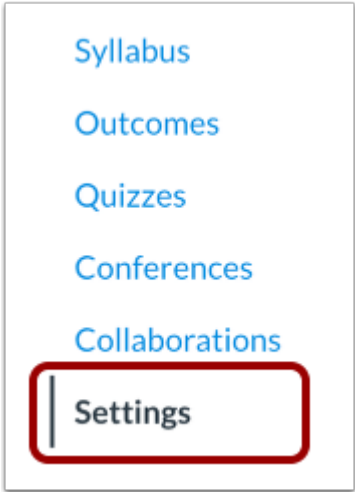 Syllabus
Outcomes
Quizzes
Conferences
Collaborations
Settings